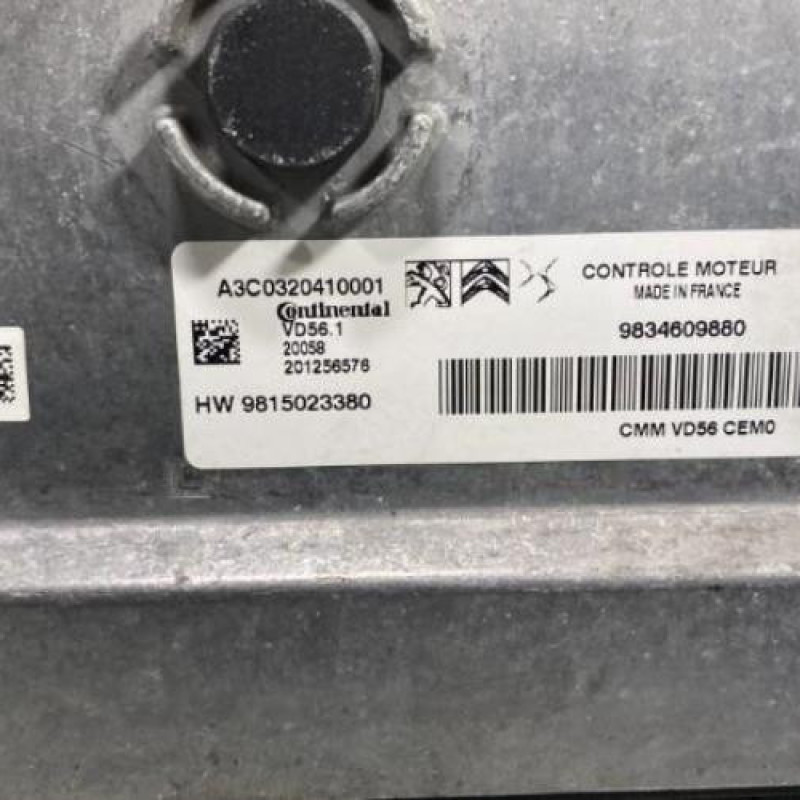 A3C0320410001
Continental
VD56.1
20058
201256576
HW 9815023380
CONTROLE MOTEUR
MADE IN FRANCE
9834609880
CMM VD56 CEM0